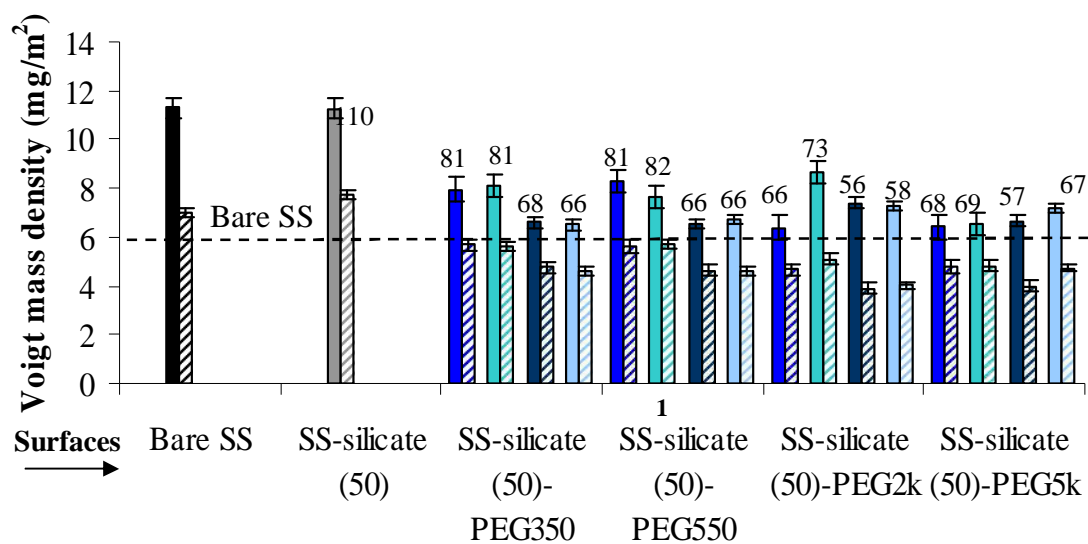 Voigt mass density (mg/m²)
14
12
10
8
6
4
2
0
110
Bare SS
81
81
68
66
81
82
66
66
66
73
56
58
68
69
57
67
1
Surfaces
Bare SS
SS-silicate
(50)
SS-silicate
(50)-
PEG350
SS-silicate
(50)-
PEG550
SS-silicate
(50)-PEG2k
SS-silicate
(50)-PEG5k